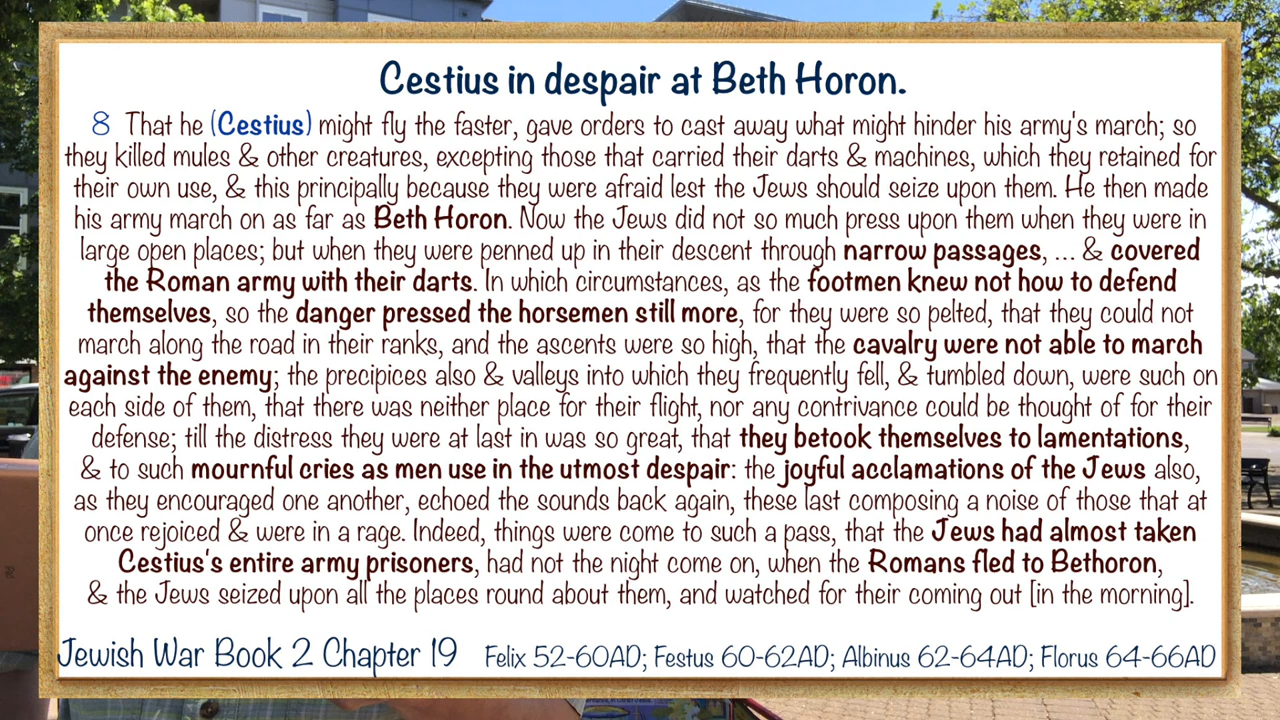 Cestius in despair at Beth Horon.
8 That he (Cestius) might fly the faster, gave orders to cast away what might hinder his army's march; so
they killed mules & other creatures, excepting those that carried their darts & machines, which they retained for
their own use, & this principally because they were afraid lest the Jews should seize upon them. He then made
his army march on as far as Beth Horon. Now the Jews did not so much press upon them when they were in
large open places; but when they were penned up in their descent through narrow passages, ... & covered
the Roman army with their darts. In which circumstances, as the footmen knew not how to defend
themselves, so the danger pressed the horsemen still more, for they were so pelted, that they could not
march along the road in their ranks, and the ascents were so high, that the cavalry were not able to march
against the enemy; the precipices also & valleys into which they frequently fell, & tumbled down, were such on
each side of them, that there was neither place for their flight, nor any contrivance could be thought of for their
defense; till the distress they were at last in was so great, that they betook themselves to lamentations,
& to such mournful cries as men use in the utmost despair: the joyful acclamations of the Jews also,
as they encouraged one another, echoed the sounds back again, these last composing a noise of those that at
once rejoiced & were in a rage. Indeed, things were come to such a pass, that the Jews had almost taken
Cestius's entire army prisoners, had not the night come on, when the Romans fled to Bethoron,
& the Jews seized upon all the places round about them, and watched for their coming out [in the morning].
Jewish War Book 2 Chapter 19 Felix 52-60AD; Festus 60-62AD; Albinus 62-64AD; Florus 64-66AD